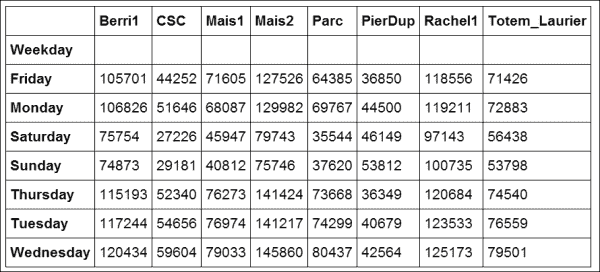 Berri1 CSC Mais1 Mais2 Parc PierDup Rachel1 Totem_Laurier
Weekday
Friday 105701 44252 71605 127526 64385 36850 118556 71426
Monday 106826 51646 68087 129982 69767 44500 119211 72883
Saturday 75754 27226 45947 79743 35544 46149 97143 56438
Sunday 74873 29181 40812 75746 37620 53812 100735 53798
Thursday 115193 52340 76273 141424 73668 36349 120684 74540
Tuesday 117244 54656 76974 141217 74299 40679 123533 76559
Wednesday 120434 59604 79033 145860 80437 42564 125173 79501